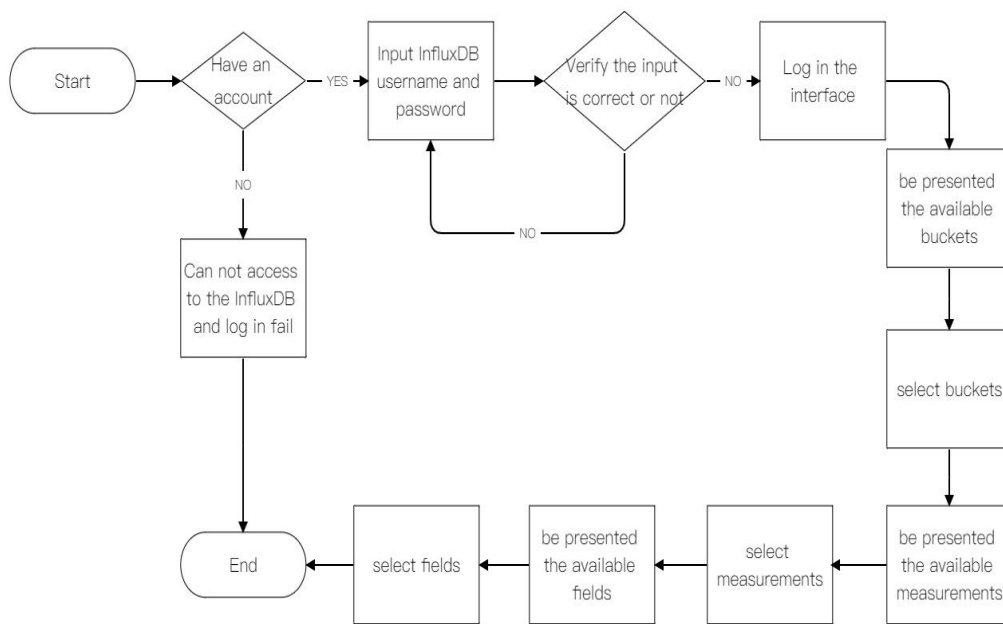 Start
Have an
account
YES
Input InfluxDB
username and
password
Verify the input
is correct or not
NO
Log in the
interface
NO
NO
be presented
the available
buckets
Can not access
to the InfluxDB
and log in fail
select buckets
End
select fields
be presented
the available
fields
select
measurements
be presented
the available
measurements